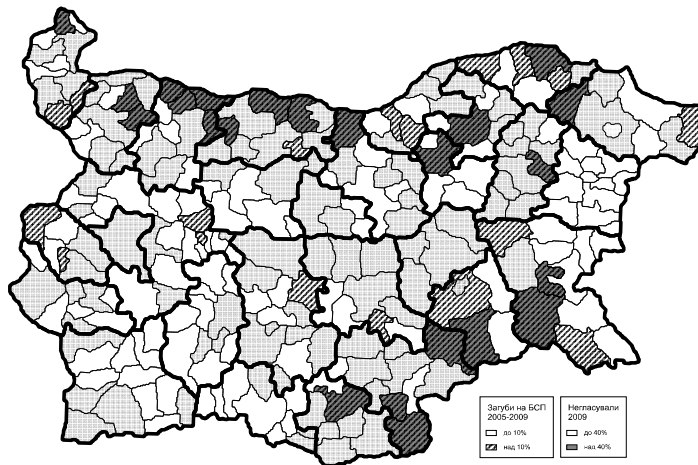 Загуби на БСП
2005-2009
до 10%
над 10%
Негласували
2009
до 40%
над 40%